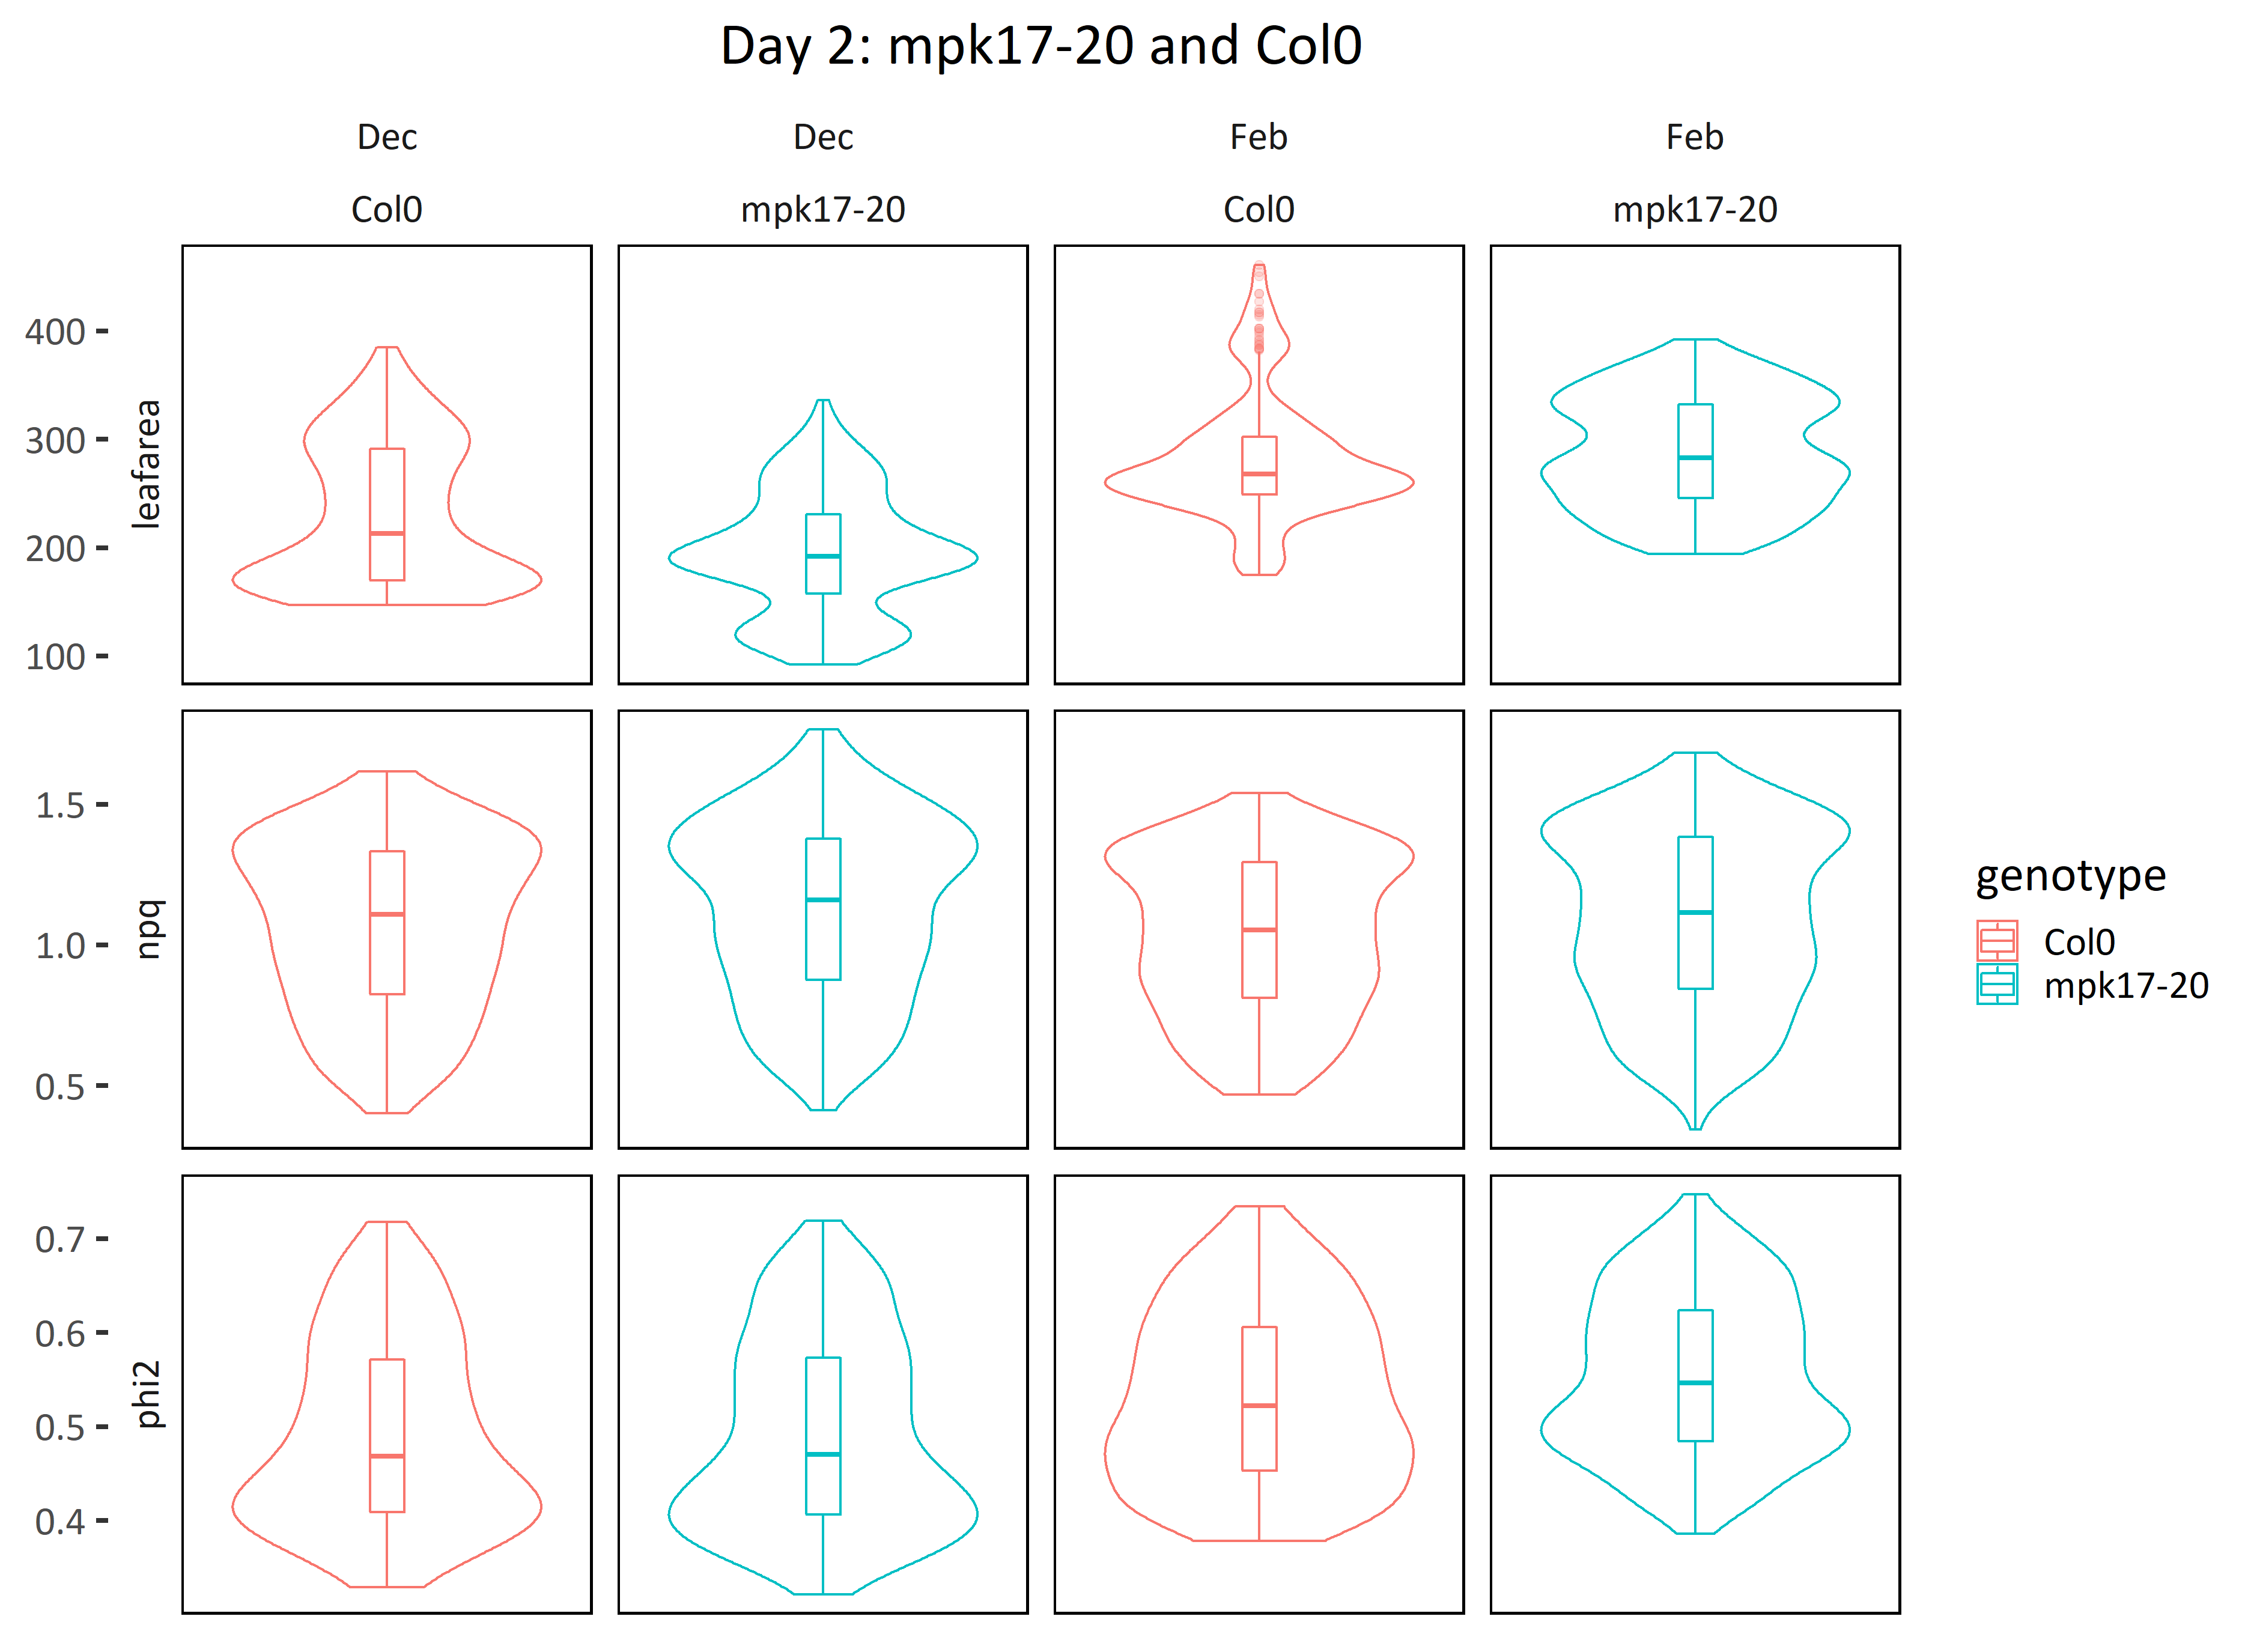 Day 2: mpk17-20 and Col0
Dec Dec Feb Feb
Col0 mpk17-20 Col0 mpk17-20
leafarea
400
300
200
100
npq
1.5
1.0
0.5
phi2
0.7
0.6
0.5
0.4
genotype
Col0
mpk17-20